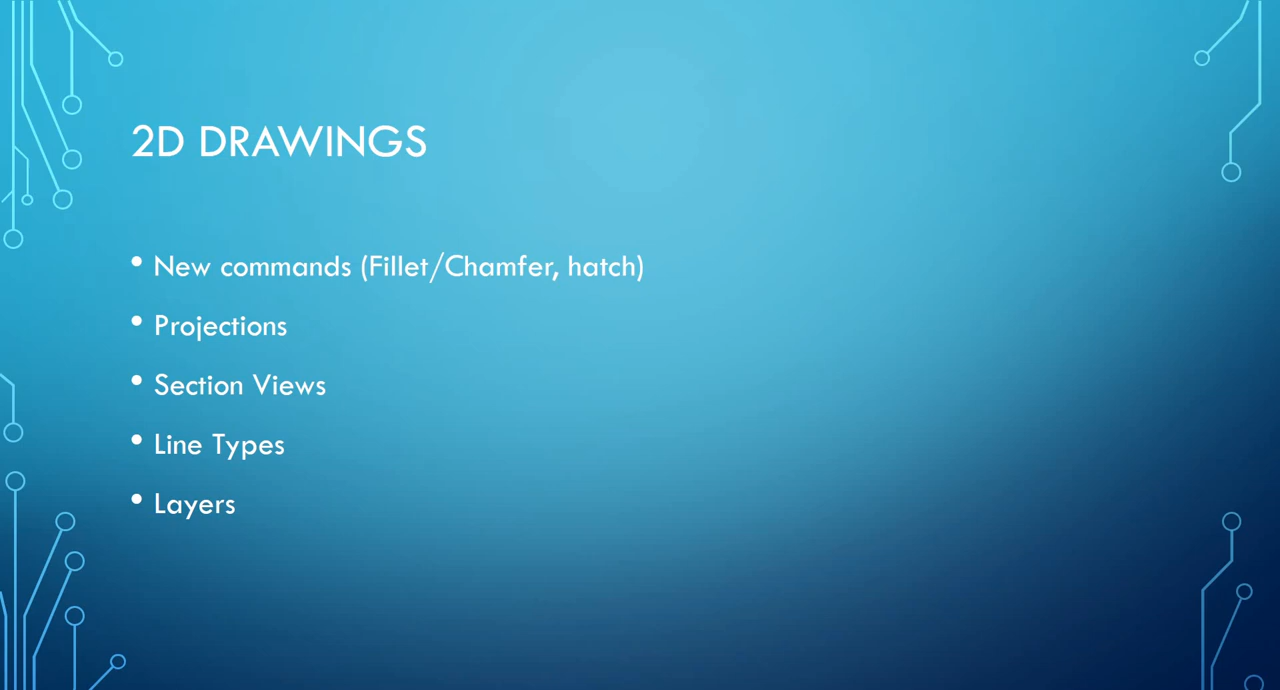 2D DRAWINGS
• New commands (Fillet/Chamfer, hatch)
• Projections
• Section Views
• Line Types
• Layers